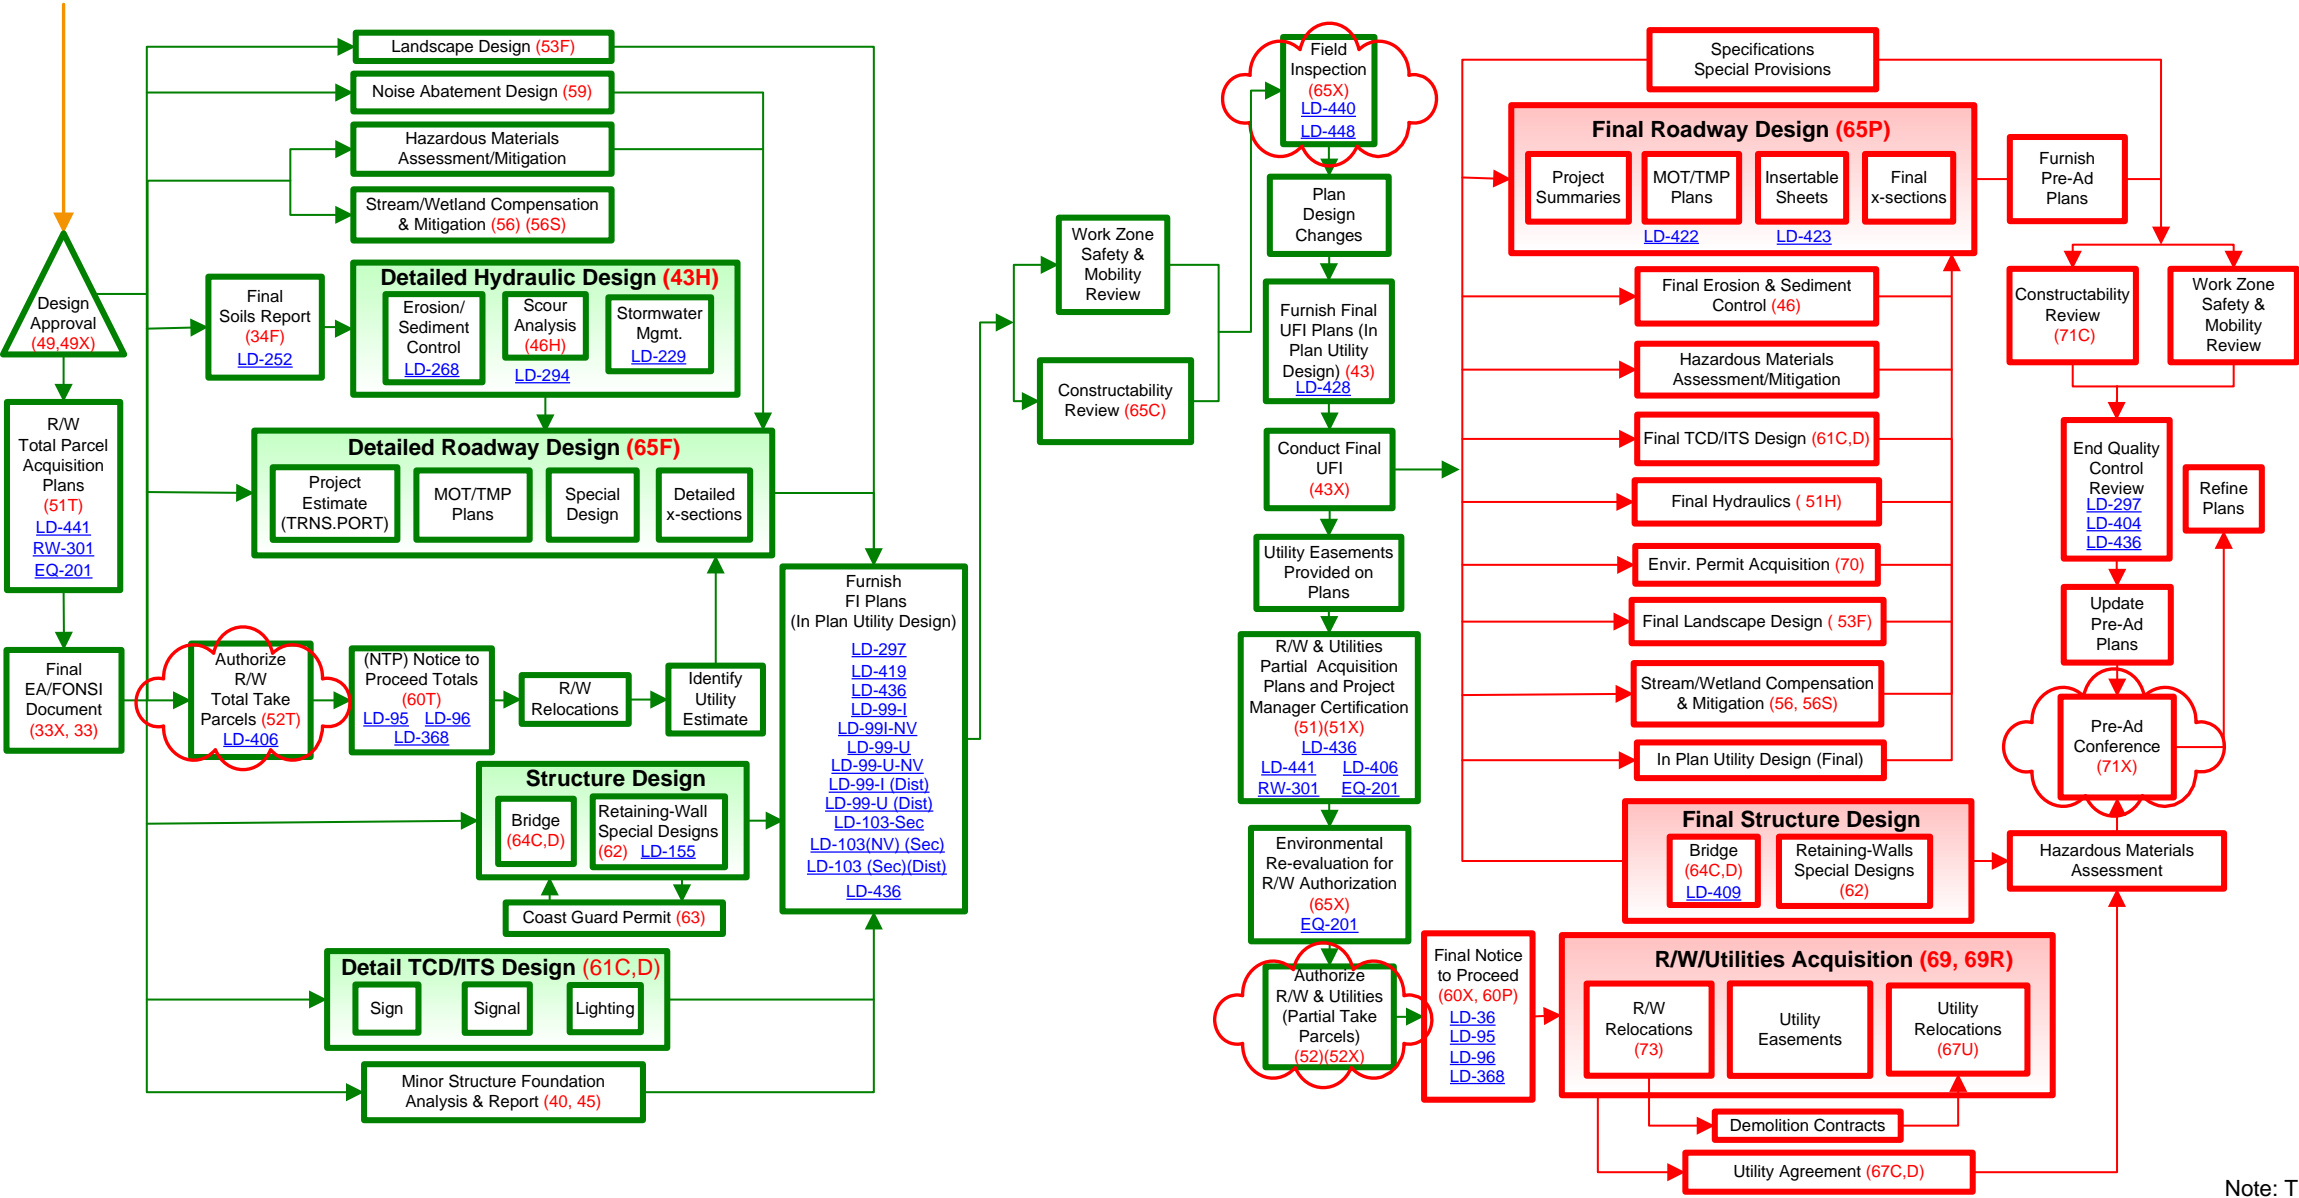 Landscape Design (53F)
Noise Abatement Design (59)
Hazardous Materials
Assessment/Mitigation
Stream/Wetland Compensation
& Mitigation (56) (56S)
Design
Approval
(49,49X)
Final
Soils Report
(34F)
LD-252
Detailed Hydraulic Design (43H)
Erosion/
Sediment
Control
LD-268
Scour
Analysis
(46H)
LD-294
Stormwater
Mgmt.
LD-229
R/W
Total Parcel
Acquisition
Plans
(51T)
LD-441
RW-301
EQ-201
Detailed Roadway Design (65F)
Project
Estimate
(TRNS.PORT)
MOT/TMP
Plans
Special
Design
Detailed
x-sections
Final
EA/FONSI
Document
(33X, 33)
Authorize
R/W
Total Take
Parcels (52T)
LD-406
(NTP) Notice to
Proceed Totals
(60T)
LD-95 LD-96
LD-368
R/W
Relocations
Identify
Utility
Estimate
Structure Design
Bridge
(64C,D)
Retaining-Wall
Special Designs
(62) LD-155
Coast Guard Permit (63)
Detail TCD/ITS Design (61C,D)
Sign
Signal
Lighting
Minor Structure Foundation
Analysis & Report (40, 45)
Furnish
FI Plans
(In Plan Utility Design)
LD-297
LD-419
LD-436
LD-99-I
LD-99I-NV
LD-99-U
LD-99-U-NV
LD-99-I (Dist)
LD-99-U (Dist)
LD-103-Sec
LD-103(NV) (Sec)
LD-103 (Sec)(Dist)
LD-436
Work Zone
Safety &
Mobility
Review
Constructability
Review (65C)
Field
Inspection
(65X)
LD-440
LD-448
Plan
Design
Changes
Furnish Final
UFI Plans (In
Plan Utility
Design) (43)
LD-428
Conduct Final
UFI
(43X)
Utility Easements
Provided on
Plans
R/W & Utilities
Partial Acquisition
Plans and Project
Manager Certification
(51)(51X)
LD-436
LD-441 LD-406
RW-301 EQ-201
Environmental
Re-evaluation for
R/W Authorization
(65X)
EQ-201
Authorize
R/W & Utilities
(Partial Take
Parcels)
(52)(52X)
Final Notice
to Proceed
(60X, 60P)
LD-36
LD-95
LD-96
LD-368
Specifications
Special Provisions
Final Roadway Design (65P)
Project
Summaries
MOT/TMP
Plans
LD-422
Insertable
Sheets
LD-423
Final
x-sections
Furnish
Pre-Ad
Plans
Final Erosion & Sediment
Control (46)
Hazardous Materials
Assessment/Mitigation
Final TCD/ITS Design (61C,D)
Final Hydraulics ( 51H)
Envir. Permit Acquisition (70)
Final Landscape Design ( 53F)
Stream/Wetland Compensation
& Mitigation (56, 56S)
In Plan Utility Design (Final)
Final Structure Design
Bridge
(64C,D)
LD-409
Retaining-Walls
Special Designs
(62)
R/W/Utilities Acquisition (69, 69R)
R/W
Relocations
(73)
Utility
Easements
Utility
Relocations
(67U)
Demolition Contracts
Utility Agreement (67C,D)
Constructability
Review
(71C)
Work Zone
Safety &
Mobility
Review
End Quality
Control
Review
LD-297
LD-404
LD-436
Refine
Plans
Update
Pre-Ad
Plans
Pre-Ad
Conference
(71X)
Hazardous Materials
Assessment
Note: T